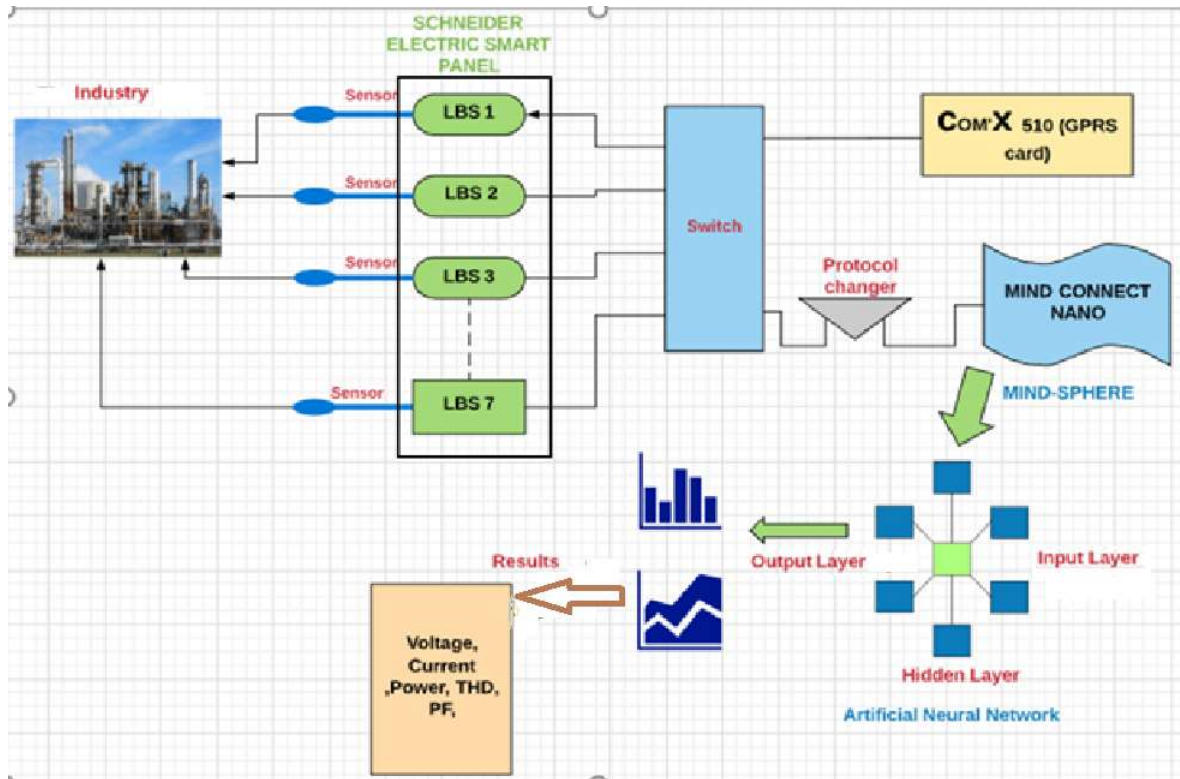 SCHNEIDER
ELECTRIC SMART
PANEL
Industry
Sensor
LBS 1
COM'X 510 (GPRS
card)
Sensor
LBS 2
Switch
Sensor
LBS 3
Protocol
changer
MIND CONNECT
NANO
Sensor
LBS 7
MIND-SPHERE
Results
Output Layer
Input Layer
Voltage,
Current
,Power, THD,
PF,
Hidden Layer
Artificial Neural Network